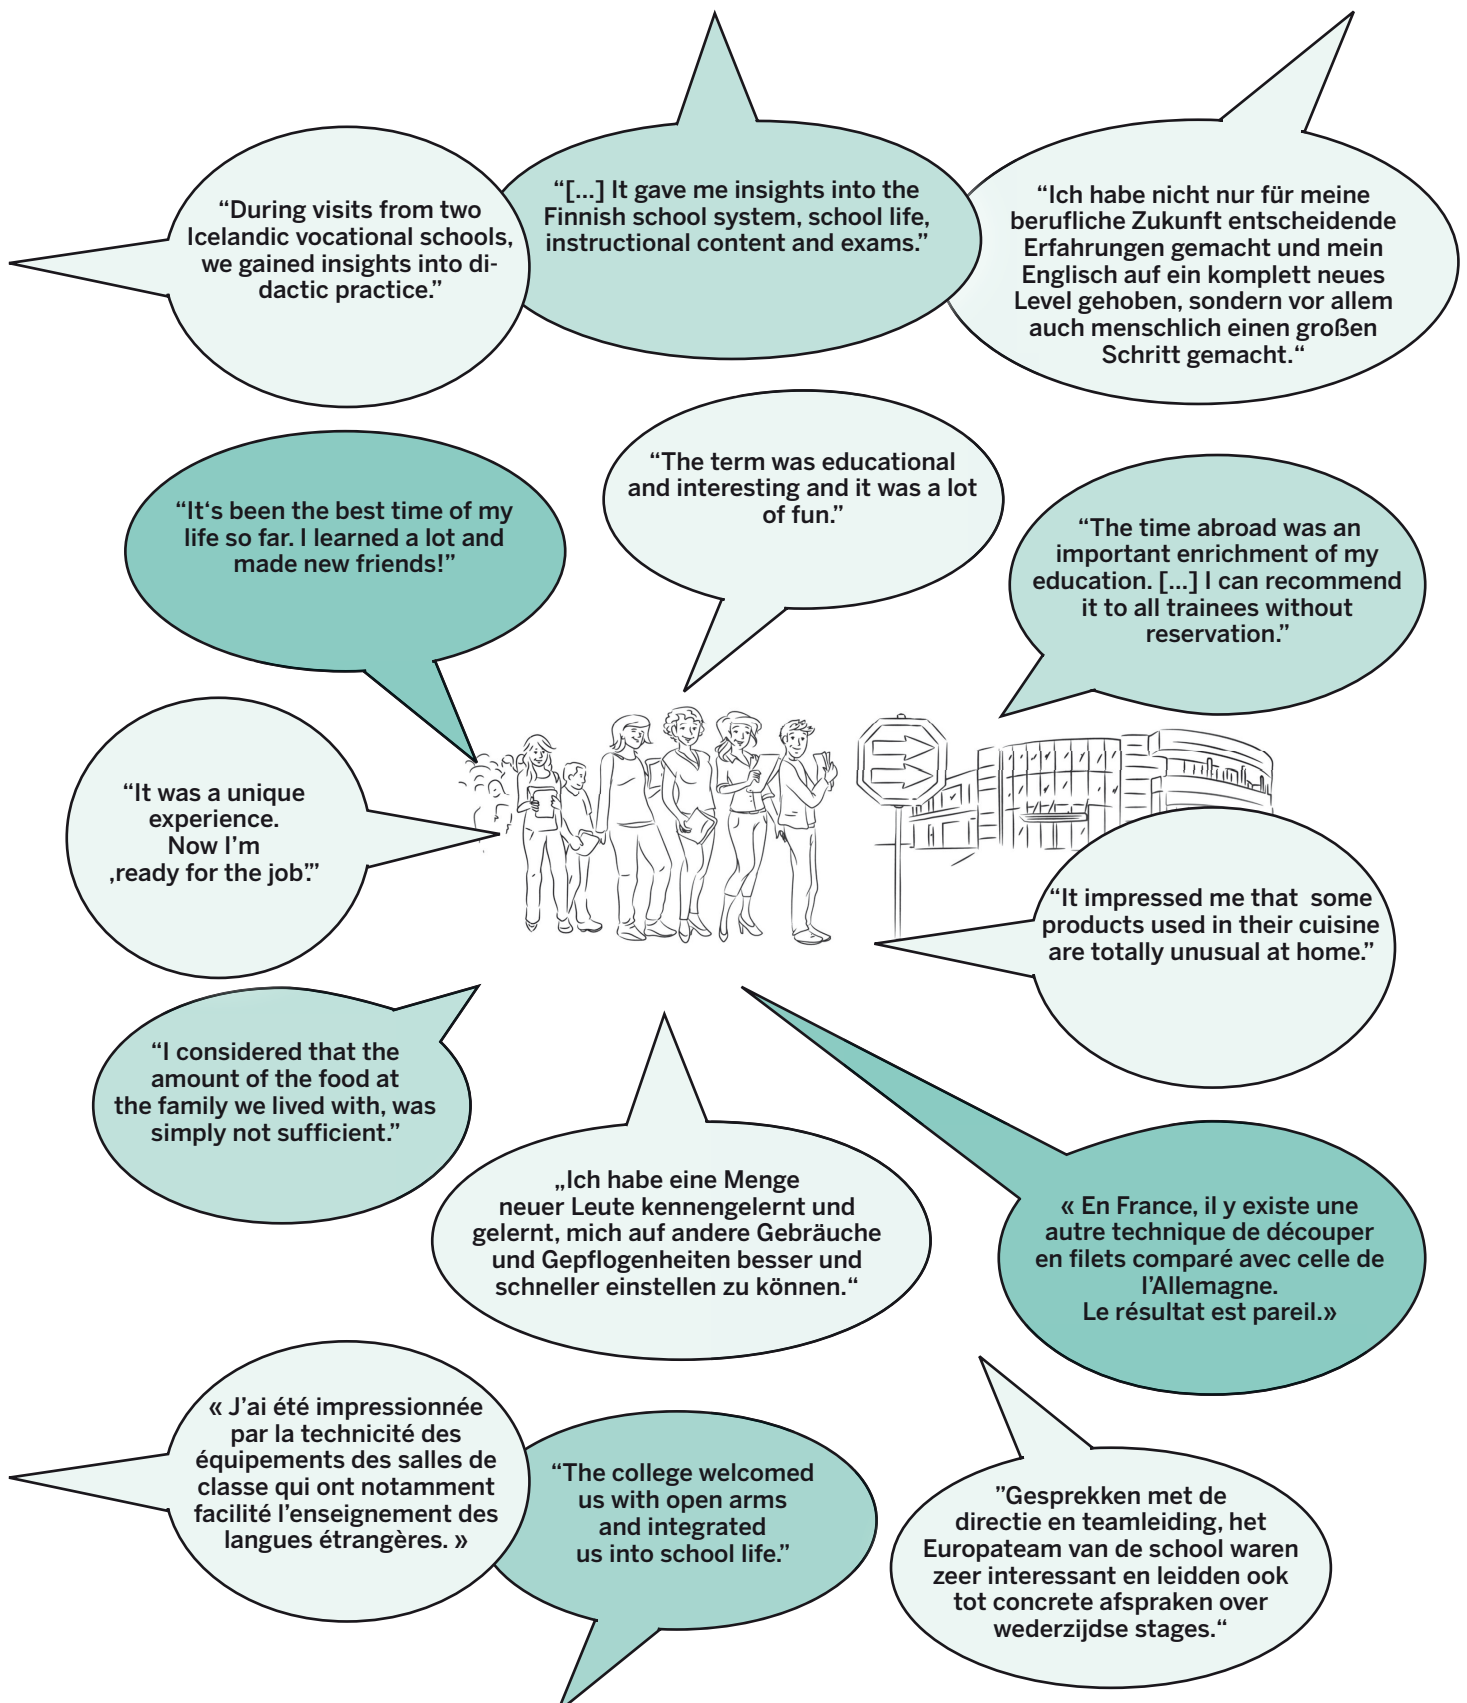 “During visits from two
Icelandic vocational schools,
we gained insights into di-
dactic practice.”
“[...] It gave me insights into the
Finnish school system, school life,
instructional content and exams.”
“Ich habe nicht nur für meine
berufliche Zukunft entscheidende
Erfahrungen gemacht und mein
Englisch auf ein komplett neues
Level gehoben, sondern vor allem
auch menschlich einen großen
Schritt gemacht.“
“It‘s been the best time of my
life so far. I learned a lot and
made new friends!”
“The term was educational
and interesting and it was a lot
of fun.”
“The time abroad was an
important enrichment of my
education. [...] I can recommend
it to all trainees without
reservation.”
“It was a unique
experience.
Now I’m
‚ready for the job’.”
“It impressed me that some
products used in their cuisine
are totally unusual at home.”
“I considered that the
amount of the food at
the family we lived with, was
simply not sufficient.”
„Ich habe eine Menge
neuer Leute kennengelernt und
gelernt, mich auf andere Gebräuche
und Gepflogenheiten besser und
schneller einstellen zu können.“
« En France, il y existe une
autre technique de découper
en filets comparé avec celle de
l’Allemagne.
Le résultat est pareil.»
« J’ai été impressionnée
par la technicité des
équipements des salles de
classe qui ont notamment
facilité l’enseignement des
langues étrangères. »
“The college welcomed
us with open arms
and integrated
us into school life.”
”Gesprekken met de
directie en teamleiding, het
Europateam van de school waren
zeer interessant en leidden ook
tot concrete afspraken over
wederzijdse stages.“